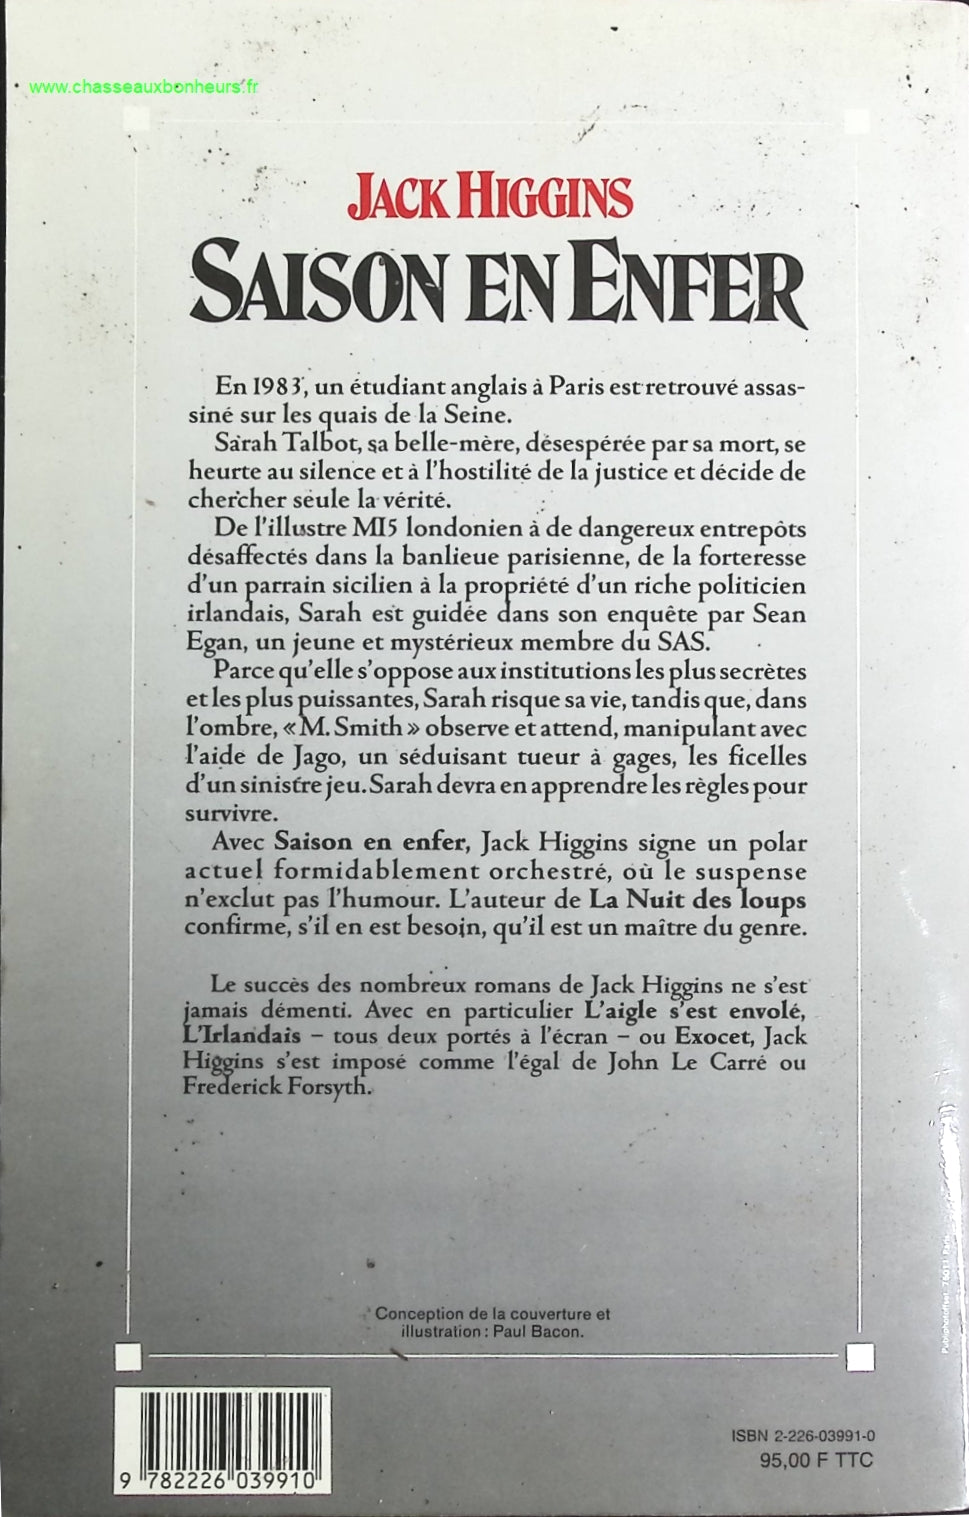 www.chasseauxbonheurs.fr
JACK HIGGINS
SAISON EN ENFER
En 1983, un étudiant anglais à Paris est retrouvé assas-
siné sur les quais de la Seine.
Sarah Talbot, sa belle-mère, désespérée par sa mort, se
heurte au silence et à l'hostilité de la justice et décide de
chercher seule la vérité.
De l'illustre MI5 londonien à de dangereux entrepôts
désaffectés dans la banlieue parisienne, de la forteresse
d'un parrain sicilien à la propriété d'un riche politicien
irlandais, Sarah est guidée dans son enquête par Sean
Egan, un jeune et mystérieux membre du SAS.
Parce qu'elle s'oppose aux institutions les plus secrètes
et les plus puissantes, Sarah risque sa vie, tandis que, dans
l'ombre, « M. Smith » observe et attend, manipulant avec
l'aide de Jago, un séduisant tueur à gages, les ficelles
d'un sinistre jeu. Sarah devra en apprendre les règles pour
survivre.
Avec Saison en enfer, Jack Higgins signe un polar
actuel formidablement orchestré, où le suspense
n'exclut pas l'humour. L'auteur de La Nuit des loups
confirme, s'il en est besoin, qu'il est un maître du genre.
Le succès des nombreux romans de Jack Higgins ne s'est
jamais démenti. Avec en particulier L'aigle s'est envolé,
L'Irlandais – tous deux portés à l'écran – ou Exocet, Jack
Higgins s'est imposé comme l'égal de John Le Carré ou
Frederick Forsyth.
Conception de la couverture et
illustration : Paul Bacon.
ISBN 2-226-03991-0
95,00 F TTC
9 782226 039910